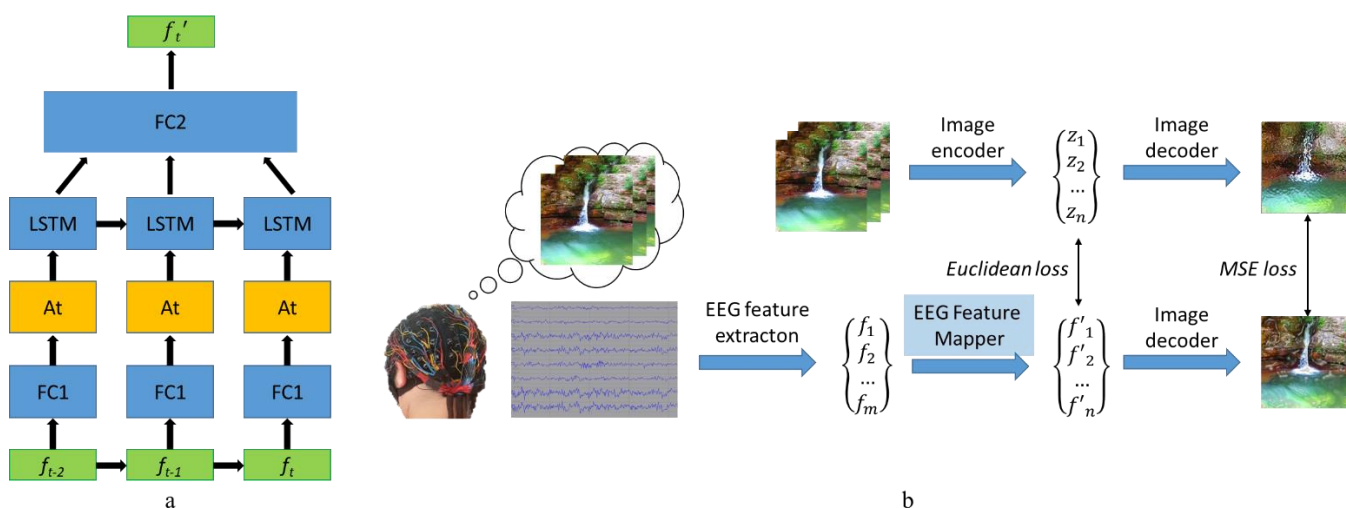 f_t'
FC2
LSTM LSTM LSTM
At At At
FC1 FC1 FC1
f_{t-2} f_{t-1} f_t
a
Image
encoder
z_1
z_2
...
z_n
Image
decoder
Euclidean loss
MSE loss
EEG feature
extracton
f_1
f_2
...
f_m
EEG Feature
Mapper
f'_1
f'_2
...
f'_n
Image
decoder
b